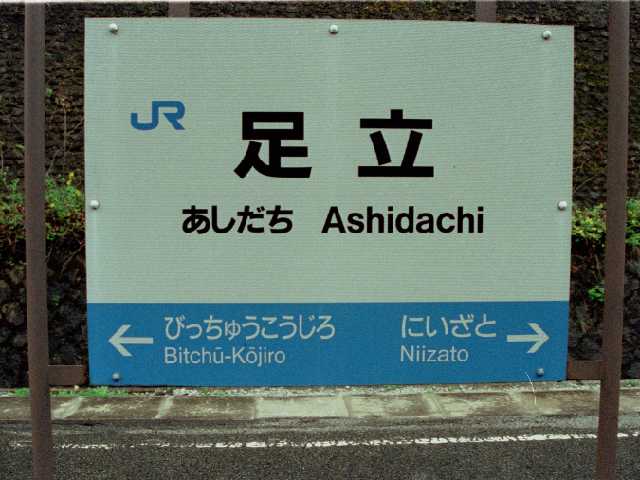 JR 足立
あしだち Ashidachi
← びっちゅうこうじろ にいざと →
Bitchū-Kōjiro Niizato